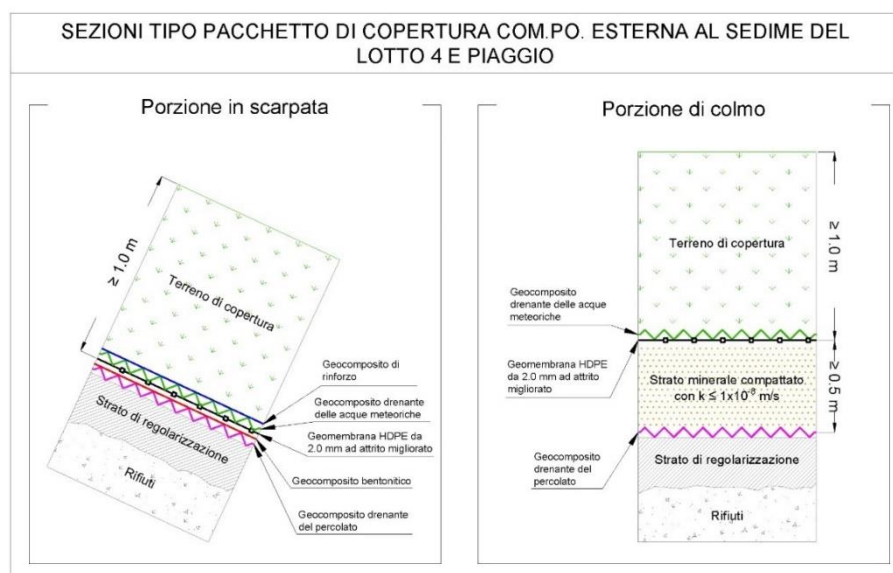 SEZIONI TIPO PACCHETTO DI COPERTURA COM.PO. ESTERNA AL SEDIME DEL
LOTTO 4 E PIAGGIO
Porzione in scarpata
≥ 1.0 m
Terreno di copertura
Strato di regolarizzazione
Rifiuti
Geocomposito di
rinforzo
Geocomposito drenante
delle acque meteoriche
Geomembrana HDPE da
2.0 mm ad attrito migliorato
Geocomposito bentonitico
Geocomposito drenante
del percolato
Porzione di colmo
Terreno di copertura
≥ 1.0 m
Geocomposito
drenante delle acque
meteoriche
Geomembrana HDPE
da 2.0 mm ad attrito
migliorato
Strato minerale compattato
con k ≤ 1x10⁻⁸ m/s
≥ 0.5 m
Geocomposito
drenante del
percolato
Strato di regolarizzazione
Rifiuti